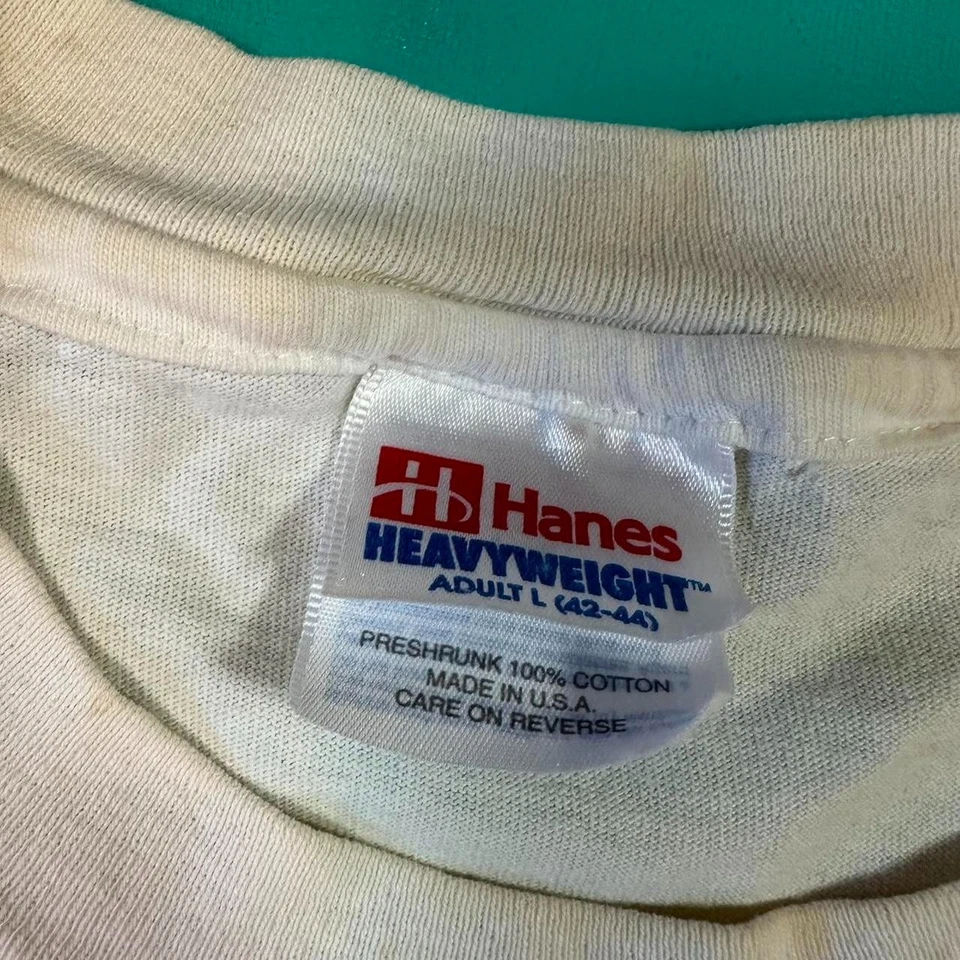 Hanes
HEAVYWEIGHT™
ADULT L (42-44)
PRESHRUNK 100% COTTON
MADE IN U.S.A.
CARE ON REVERSE